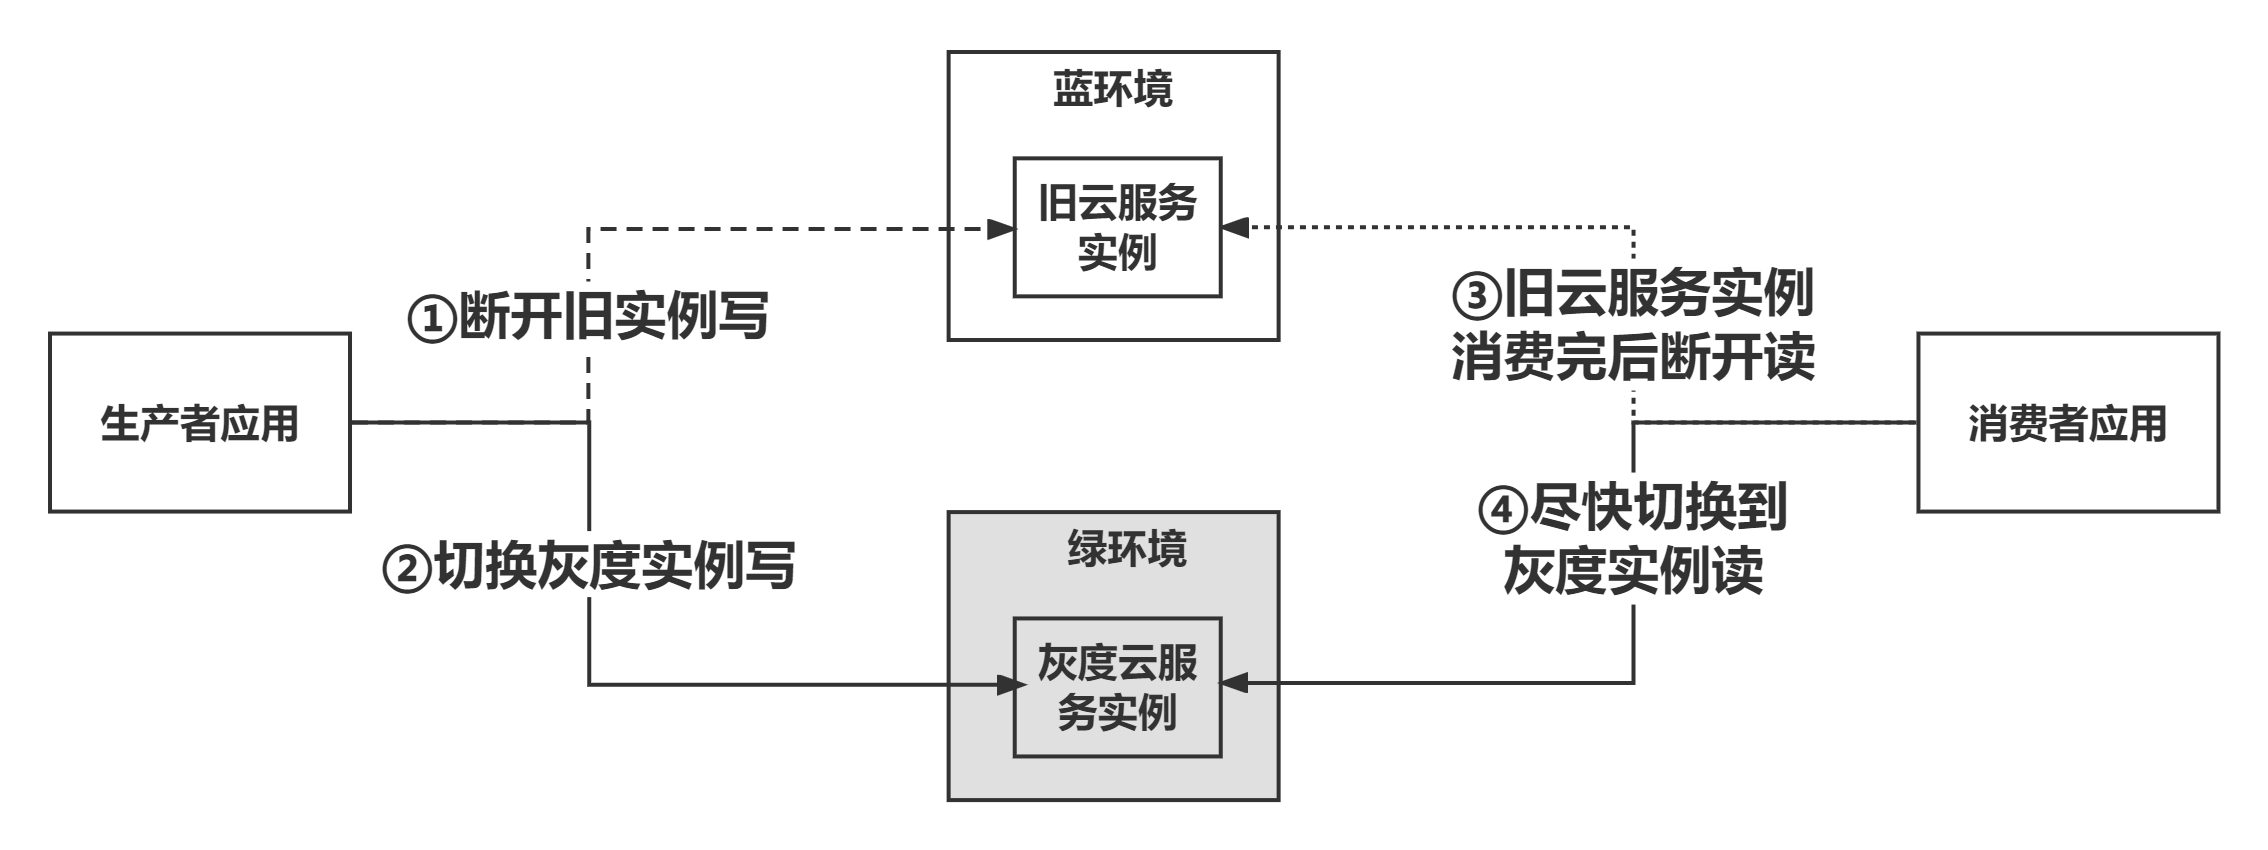 蓝环境
旧云服务
实例
①断开旧实例写
③旧云服务实例
消费完后断开读
生产者应用
消费者应用
②切换灰度实例写
④尽快切换到
灰度实例读
绿环境
灰度云服
务实例